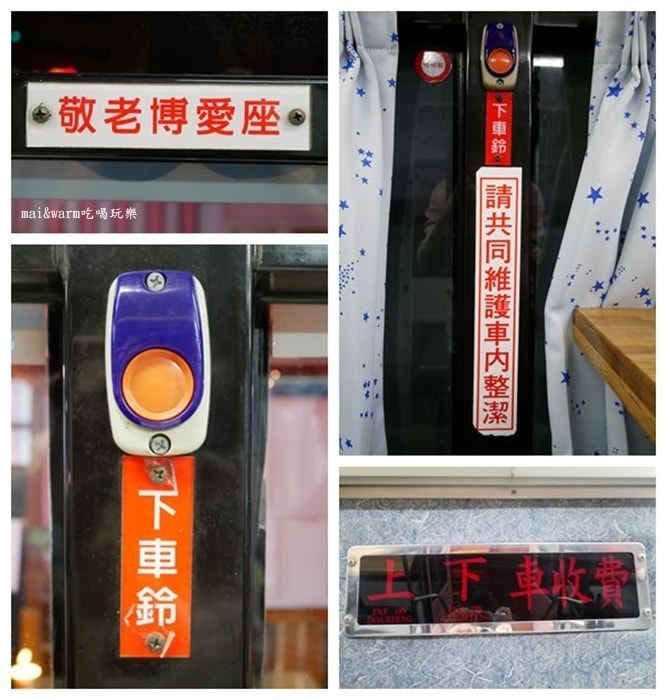 敬老博愛座
mai&warm吃喝玩樂
下車鈴
請共同維護車內整潔
下車鈴
上 下 車收費
PAY ON
BOARDING